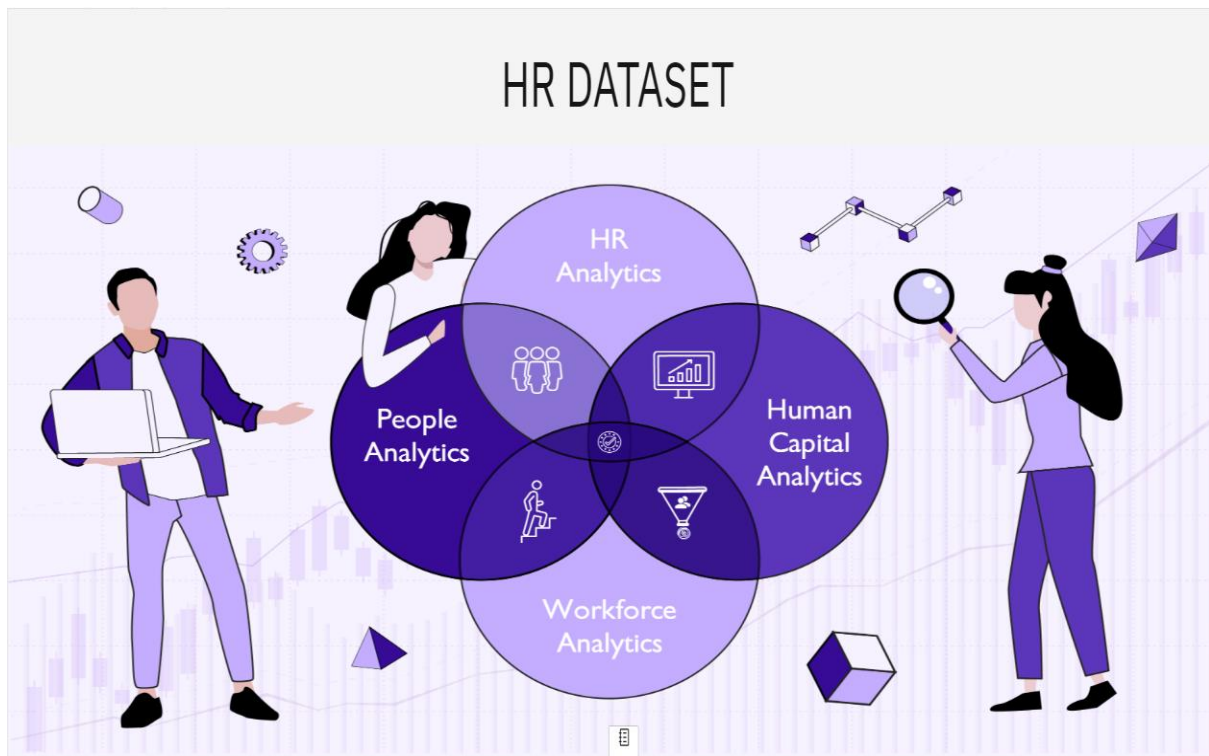 HR DATASET
HR
Analytics
People
Analytics
Human
Capital
Analytics
Workforce
Analytics